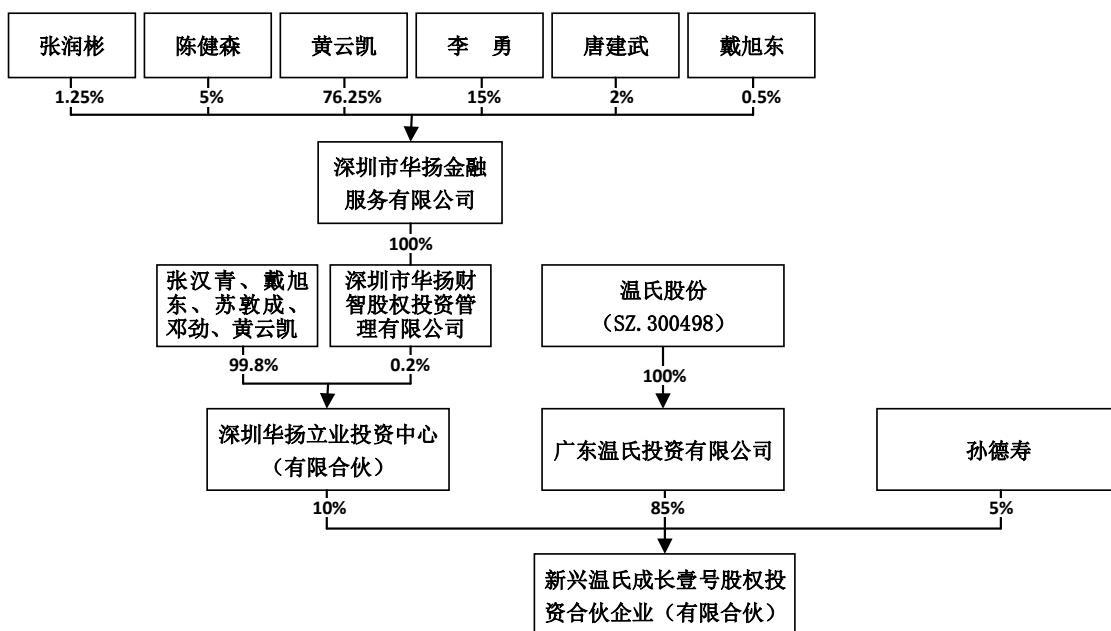 张润彬
陈健森
黄云凯
李 勇
唐建武
戴旭东
1.25%
5%
76.25%
15%
2%
0.5%
深圳市华扬金融
服务有限公司
100%
张汉青、戴旭
东、苏敦成、
邓劲、黄云凯
深圳市华扬财
智股权投资管
理有限公司
温氏股份
（SZ.300498）
99.8%
0.2%
100%
深圳华扬立业投资中心
（有限合伙）
广东温氏投资有限公司
孙德寿
10%
85%
5%
新兴温氏成长壹号股权投
资合伙企业（有限合伙）